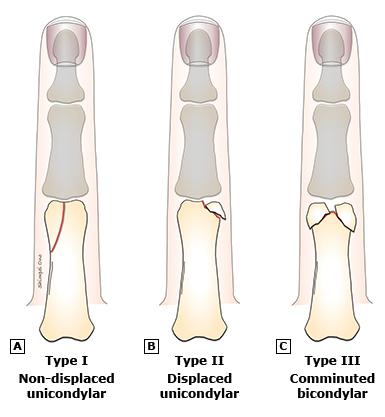 A
Type I
Non-displaced
unicondylar
B
Type II
Displaced
unicondylar
C
Type III
Comminuted
bicondylar